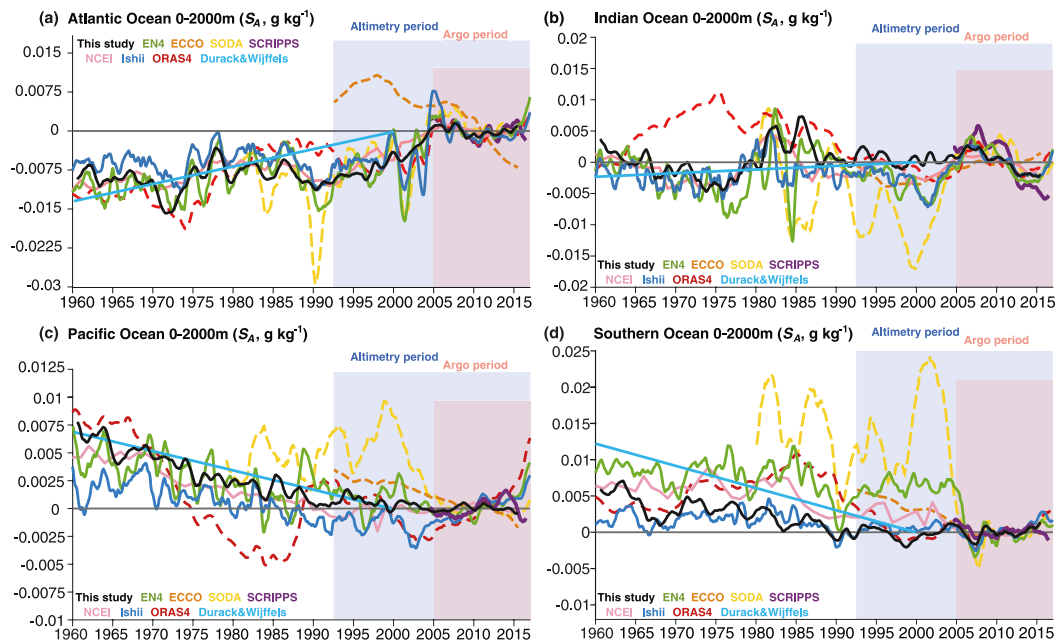 (a) Atlantic Ocean 0-2000m (S_A, g kg⁻¹)
0.015
0.0075
0
-0.0075
-0.015
-0.0225
-0.03
This study EN4 ECCO SODA SCRIPPS
NCEI Ishii ORAS4 Durack&Wijffels
Altimetry period
Argo period
1960 1965 1970 1975 1980 1985 1990 1995 2000 2005 2010 2015
(b) Indian Ocean 0-2000m (S_A, g kg⁻¹)
0.02
0.015
0.01
0.005
0
-0.005
-0.01
-0.015
-0.02
Altimetry period
Argo period
This study EN4 ECCO SODA SCRIPPS
NCEI Ishii ORAS4 Durack&Wijffels
1960 1965 1970 1975 1980 1985 1990 1995 2000 2005 2010 2015
(c) Pacific Ocean 0-2000m (S_A, g kg⁻¹)
0.0125
0.01
0.0075
0.005
0.0025
0
-0.0025
-0.005
-0.0075
-0.01
Altimetry period
Argo period
This study EN4 ECCO SODA SCRIPPS
NCEI Ishii ORAS4 Durack&Wijffels
1960 1965 1970 1975 1980 1985 1990 1995 2000 2005 2010 2015
(d) Southern Ocean 0-2000m (S_A, g kg⁻¹)
0.025
0.02
0.015
0.01
0.005
0
-0.005
-0.01
Altimetry period
Argo period
This study EN4 ECCO SODA SCRIPPS
NCEI Ishii ORAS4 Durack&Wijffels
1960 1965 1970 1975 1980 1985 1990 1995 2000 2005 2010 2015